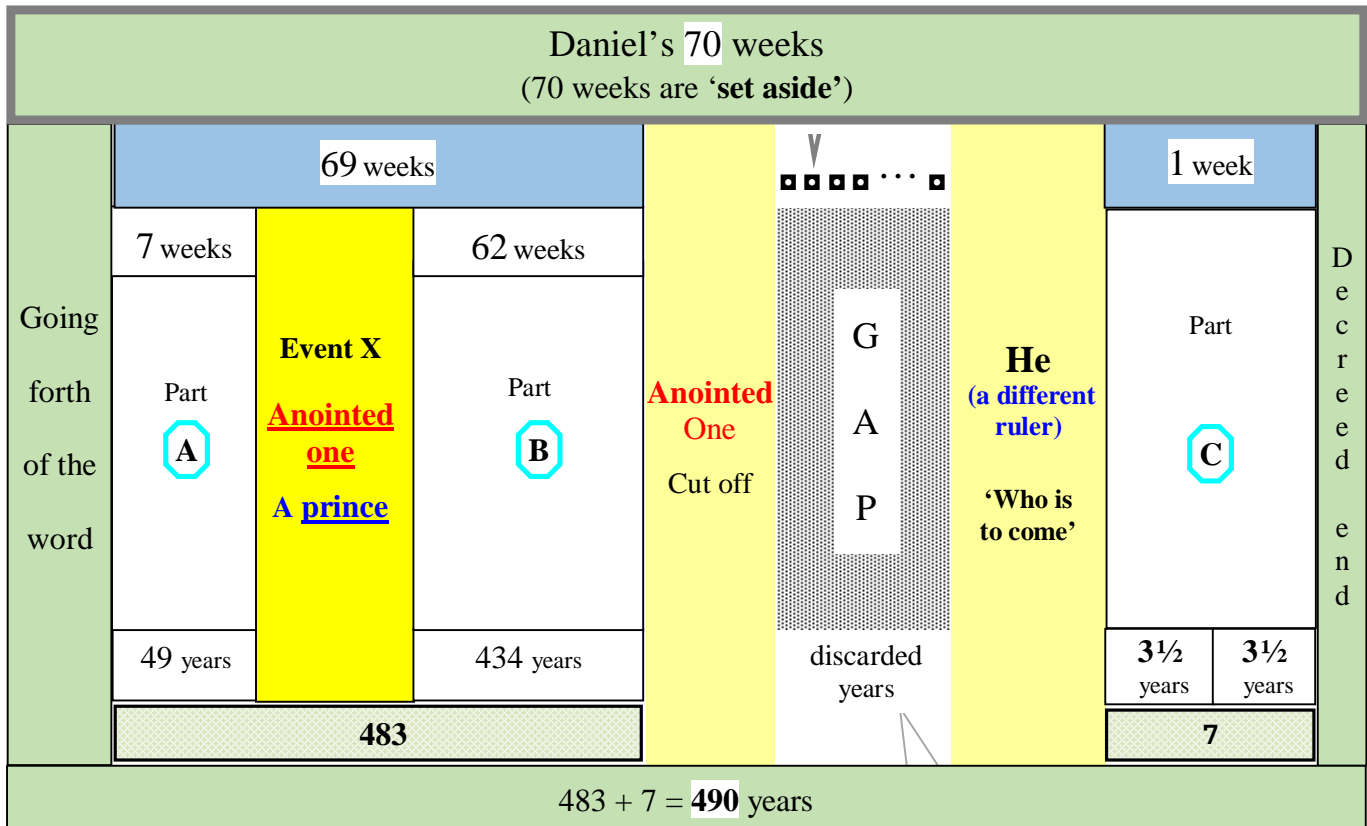 Daniel’s 70 weeks
(70 weeks are ‘set aside’)
Going
forth
of the
word
69 weeks
7 weeks
Part
A
49 years
Event X
Anointed
one
A prince
62 weeks
Part
B
434 years
483
Anointed
One
Cut off
...
G
A
P
discarded
years
He
(a different
ruler)
‘Who is
to come’
1 week
Part
C
3½
years
3½
years
7
D
e
c
r
e
e
d
e
n
d
483 + 7 = 490 years